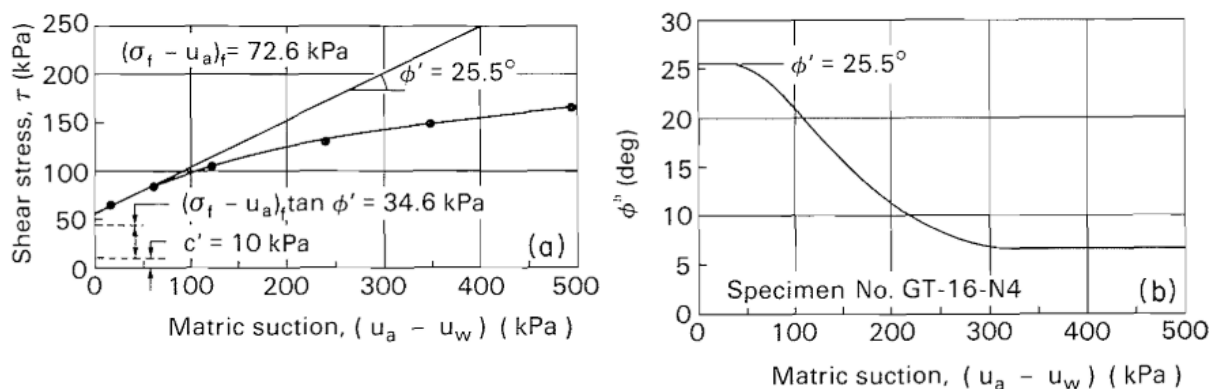 250
200
150
100
50
0
Shear stress, τ (kPa)
(σf − ua)f = 72.6 kPa
ϕ′ = 25.5°
(σf − ua)f tan ϕ′ = 34.6 kPa
c′ = 10 kPa
(a)
0 100 200 300 400 500
Matric suction, ( ua − uw ) ( kPa )
30
25
20
15
10
5
0
ϕᵇ (deg)
ϕ′ = 25.5°
Specimen No. GT-16-N4
(b)
0 100 200 300 400 500
Matric suction, ( ua − uw ) ( kPa )